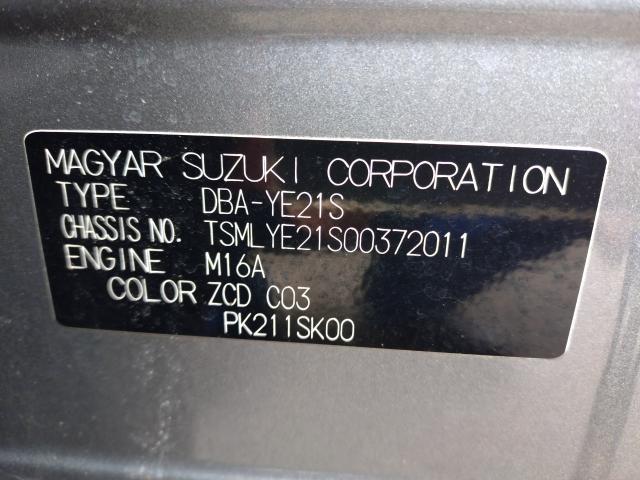 MAGYAR SUZUKI CORPORATION
TYPE DBA-YE21S
CHASSIS NO. TSMLYE21S00372011
ENGINE M16A
COLOR ZCD C03
PK211SK00